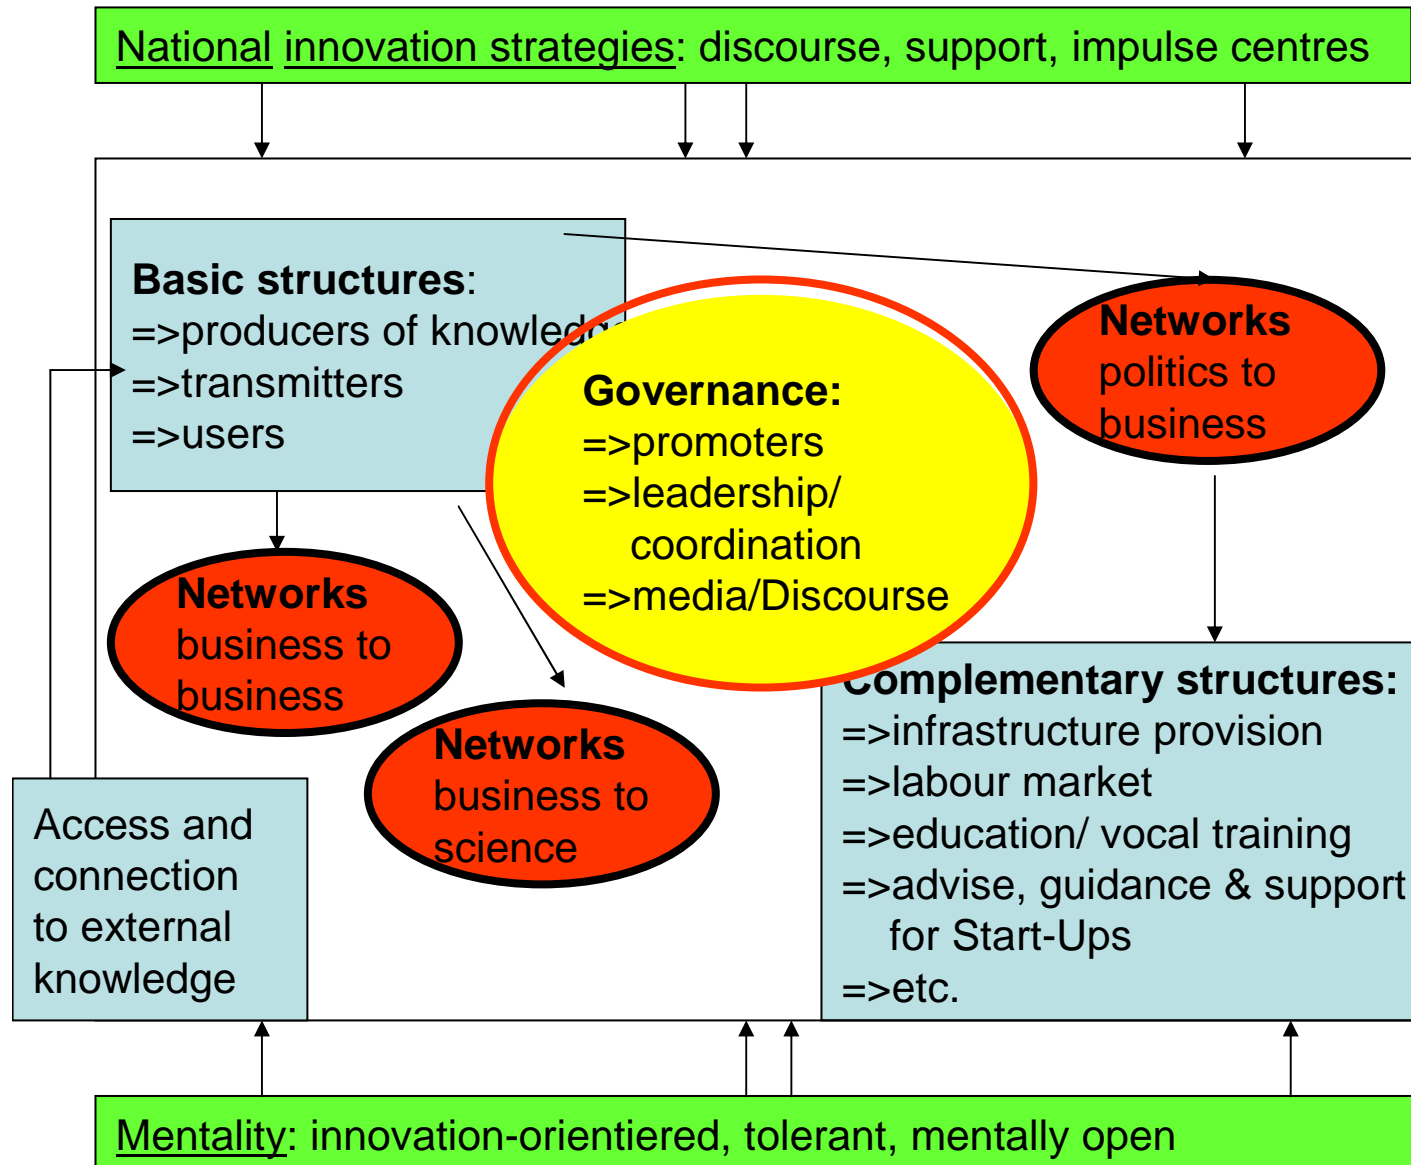 National innovation strategies: discourse, support, impulse centres
Basic structures:
=>producers of knowledge
=>transmitters
=>users
Governance:
=>promoters
=>leadership/
coordination
=>media/Discourse
Networks
politics to
business
Networks
business to
business
Networks
business to
science
Access and
connection
to external
knowledge
Complementary structures:
=>infrastructure provision
=>labour market
=>education/ vocal training
=>advise, guidance & support
for Start-Ups
=>etc.
Mentality: innovation-orientiered, tolerant, mentally open